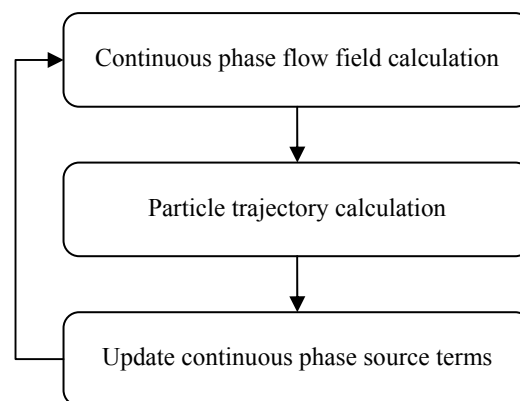 Continuous phase flow field calculation
Particle trajectory calculation
Update continuous phase source terms